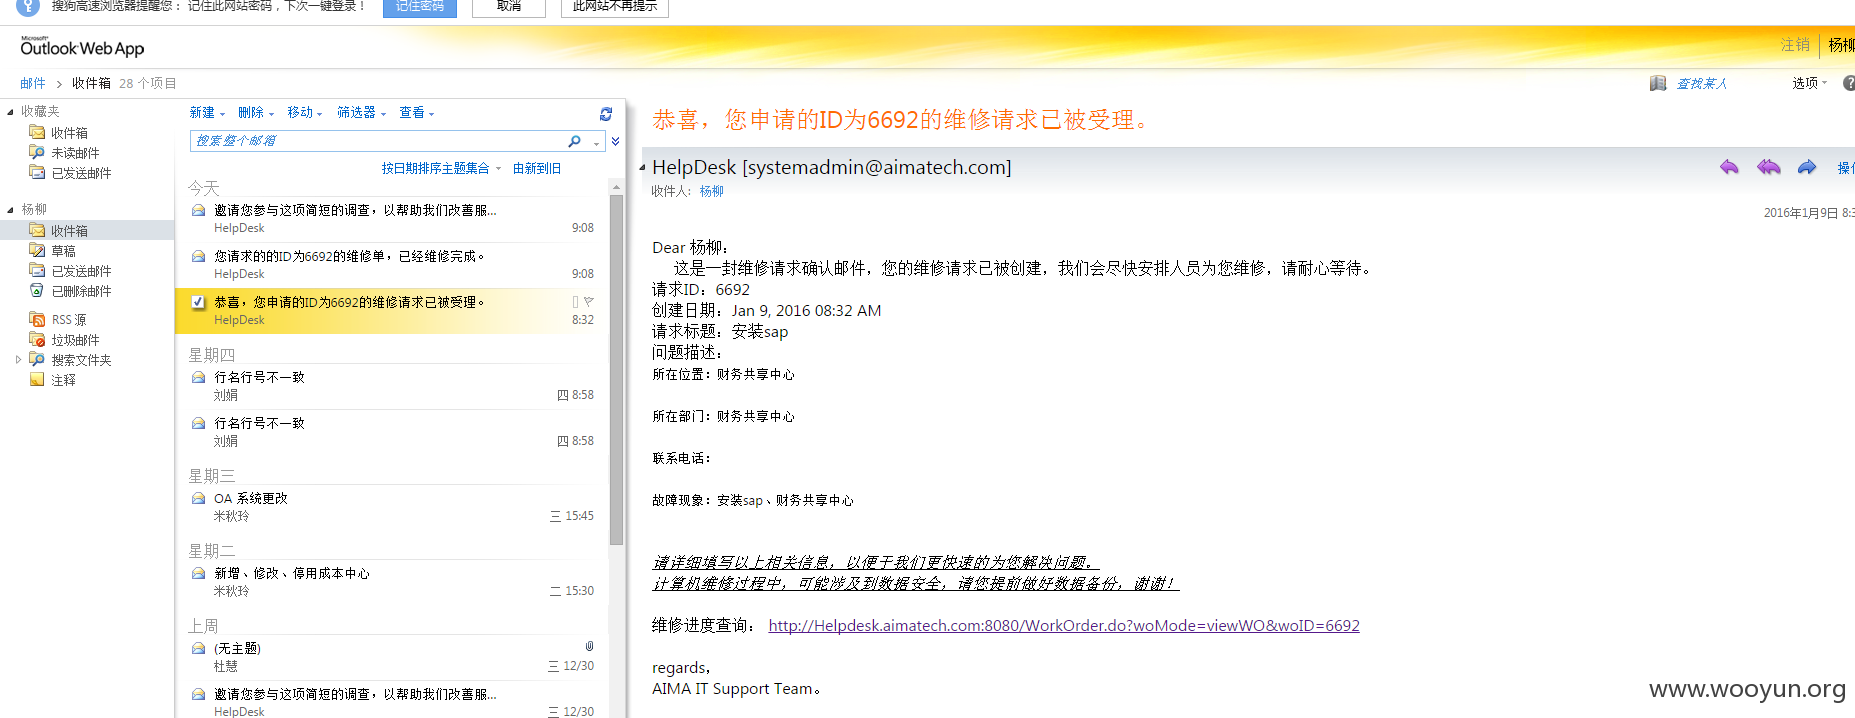 搜狗高速浏览器提醒您：记住此网站密码，下次一键登录！ 记住密码 取消 此网站不再提示
Microsoft
Outlook Web App
注销 杨柳
邮件 > 收件箱 28 个项目
查找某人 选项
收藏夹
收件箱
未读邮件
已发送邮件
杨柳
收件箱
草稿
已发送邮件
已删除邮件
RSS 源
垃圾邮件
搜索文件夹
注释
新建 删除 移动 筛选器 查看
搜索整个邮箱
按日期排序主题集合 由新到旧
今天
邀请您参与这项简短的调查，以帮助我们改善服...
HelpDesk 9:08
您请求的的ID为6692的维修单，已经维修完成。
HelpDesk 9:08
恭喜，您申请的ID为6692的维修请求已被受理。
HelpDesk 8:32
星期四
行名行号不一致
刘娟 四 8:58
行名行号不一致
刘娟 四 8:58
星期三
OA 系统更改
米秋玲 三 15:45
星期二
新增、修改、停用成本中心
米秋玲 二 15:30
上周
(无主题)
杜慧 三 12/30
邀请您参与这项简短的调查，以帮助我们改善服...
HelpDesk 三 12/30
恭喜，您申请的ID为6692的维修请求已被受理。
HelpDesk [systemadmin@aimatech.com]
收件人： 杨柳
2016年1月9日
Dear 杨柳：
这是一封维修请求确认邮件，您的维修请求已被创建，我们会尽快安排人员为您维修，请耐心等待。
请求ID：6692
创建日期：Jan 9, 2016 08:32 AM
请求标题：安装sap
问题描述：
所在位置：财务共享中心
所在部门：财务共享中心
联系电话：
故障现象：安装sap、财务共享中心
请详细填写以上相关信息，以便于我们更快速的为您解决问题。
计算机维修过程中，可能涉及到数据安全，请您提前做好数据备份，谢谢！
维修进度查询： http://Helpdesk.aimatech.com:8080/WorkOrder.do?woMode=viewWO&woID=6692
regards，
AIMA IT Support Team。
www.wooyun.org